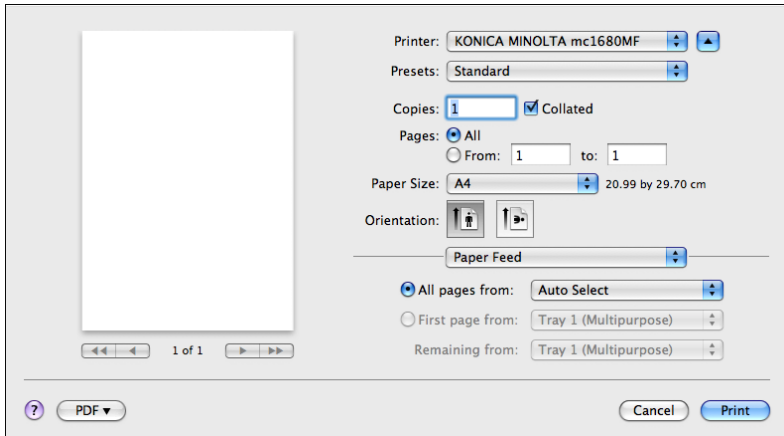 Printer: KONICA MINOLTA mc1680MF
Presets: Standard
Copies: 1 Collated
Pages: All
From: 1 to: 1
Paper Size: A4 20.99 by 29.70 cm
Orientation:
Paper Feed
All pages from: Auto Select
First page from: Tray 1 (Multipurpose)
Remaining from: Tray 1 (Multipurpose)
1 of 1
? PDF ▾ Cancel Print